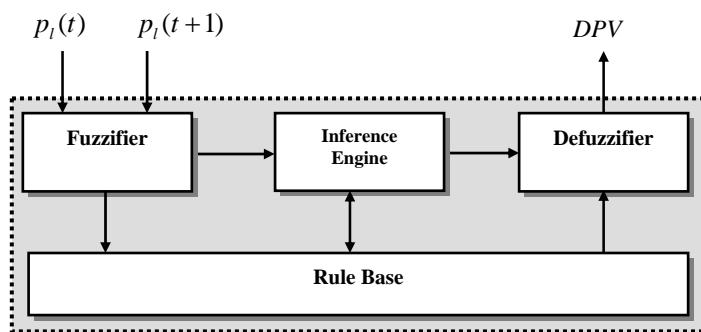 p_l(t)
p_l(t+1)
DPV
Fuzzifier
Inference
Engine
Defuzzifier
Rule Base